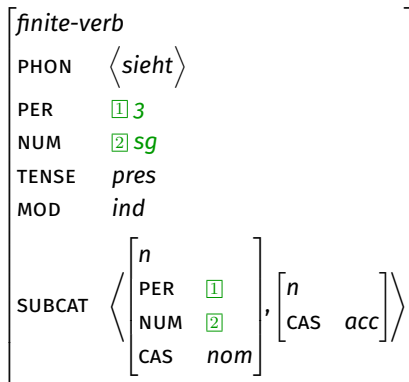 finite-verb
PHON ⟨sieht⟩
PER 1 3
NUM 2 sg
TENSE pres
MOD ind
SUBCAT ⟨[n PER 1 NUM 2 CAS nom], [n CAS acc]⟩